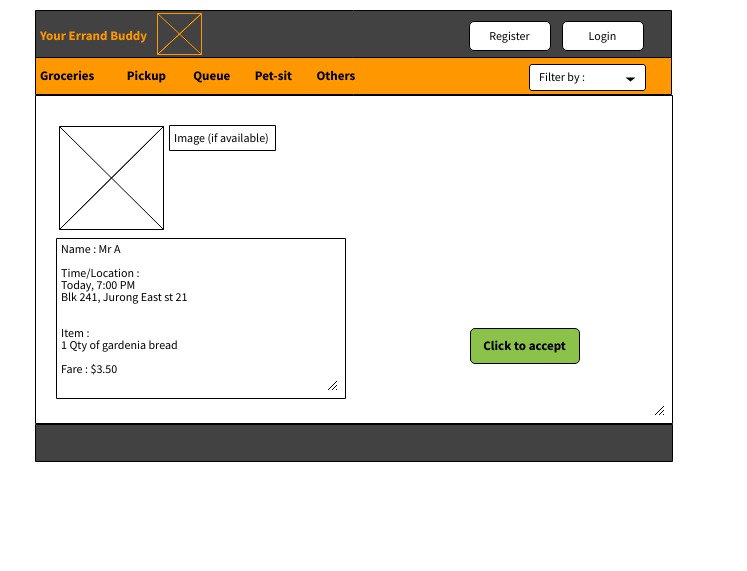 Your Errand Buddy
Register
Login
Groceries
Pickup
Queue
Pet-sit
Others
Filter by :
Image (if available)
Name : Mr A
Time/Location :
Today, 7:00 PM
Blk 241, Jurong East st 21
Item :
1 Qty of gardenia bread
Fare : $3.50
Click to accept